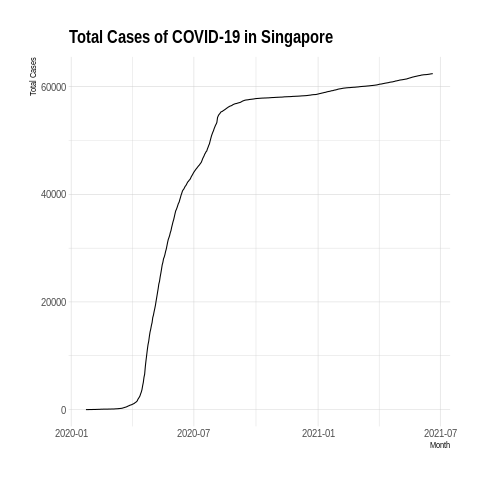 Total Cases of COVID-19 in Singapore
Total Cases
60000
40000
20000
0
2020-01 2020-07 2021-01 2021-07
Month